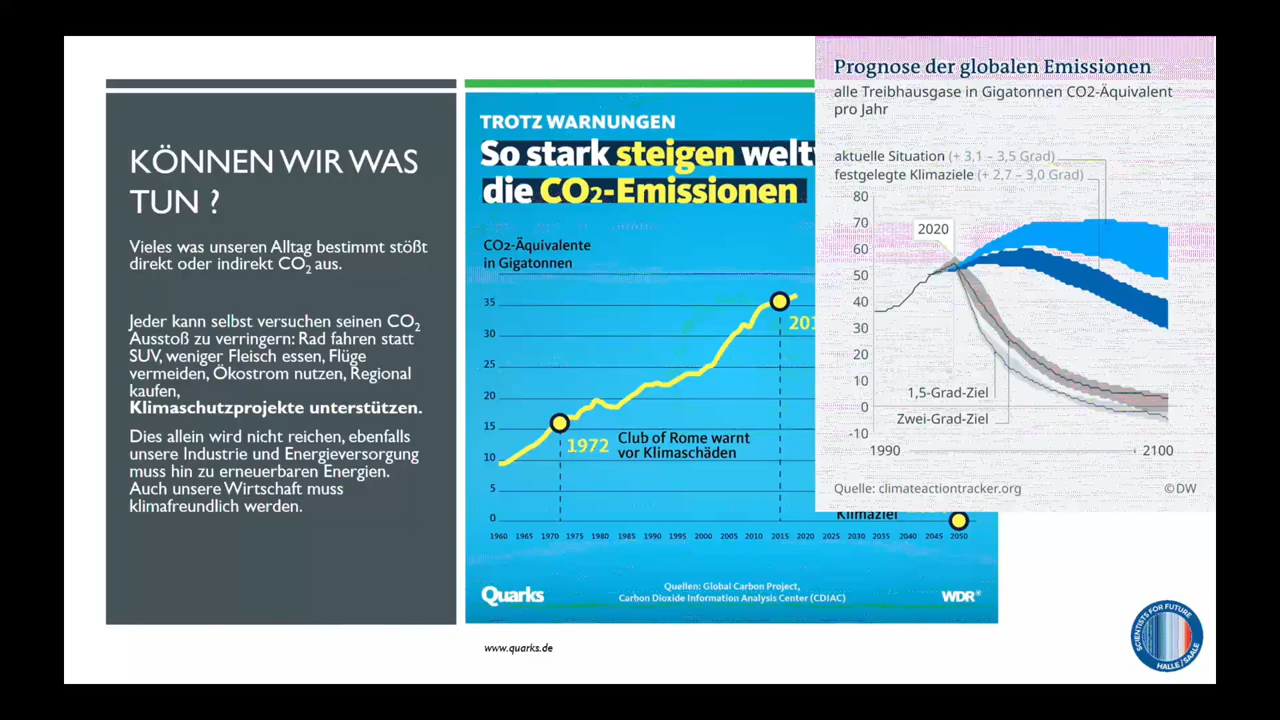 KÖNNEN WIR WAS
TUN ?
Vieles was unseren Alltag bestimmt stößt
direkt oder indirekt CO2 aus.
Jeder kann selbst versuchen seinen CO2
Ausstoß zu verringern: Rad fahren statt
SUV, weniger Fleisch essen, Flüge
vermeiden, Ökostrom nutzen, Regional
kaufen,
Klimaschutzprojekte unterstützen.
Dies allein wird nicht reichen, ebenfalls
unsere Industrie und Energieversorgung
muss hin zu erneuerbaren Energien.
Auch unsere Wirtschaft muss
klimafreundlich werden.
TROTZ WARNUNGEN
So stark steigen welt
die CO2-Emissionen
CO2-Äquivalente
in Gigatonnen
35
30
25
20
15
10
5
0
201
1972
Club of Rome warnt
vor Klimaschäden
Klimaziel
1960 1965 1970 1975 1980 1985 1990 1995 2000 2005 2010 2015 2020 2025 2030 2035 2040 2045 2050
Quarks
Quellen: Global Carbon Project,
Carbon Dioxide Information Analysis Center (CDIAC)
WDR®
www.quarks.de
Prognose der globalen Emissionen
alle Treibhausgase in Gigatonnen CO2-Äquivalent
pro Jahr
aktuelle Situation (+ 3,1 – 3,5 Grad)
festgelegte Klimaziele (+ 2,7 – 3,0 Grad)
80
70
60
50
40
30
20
10
0
-10
2020
1,5-Grad-Ziel
Zwei-Grad-Ziel
1990
2100
Quelle: climateactiontracker.org
©DW
SCIENTISTS FOR FUTURE
HALLE/SAALE